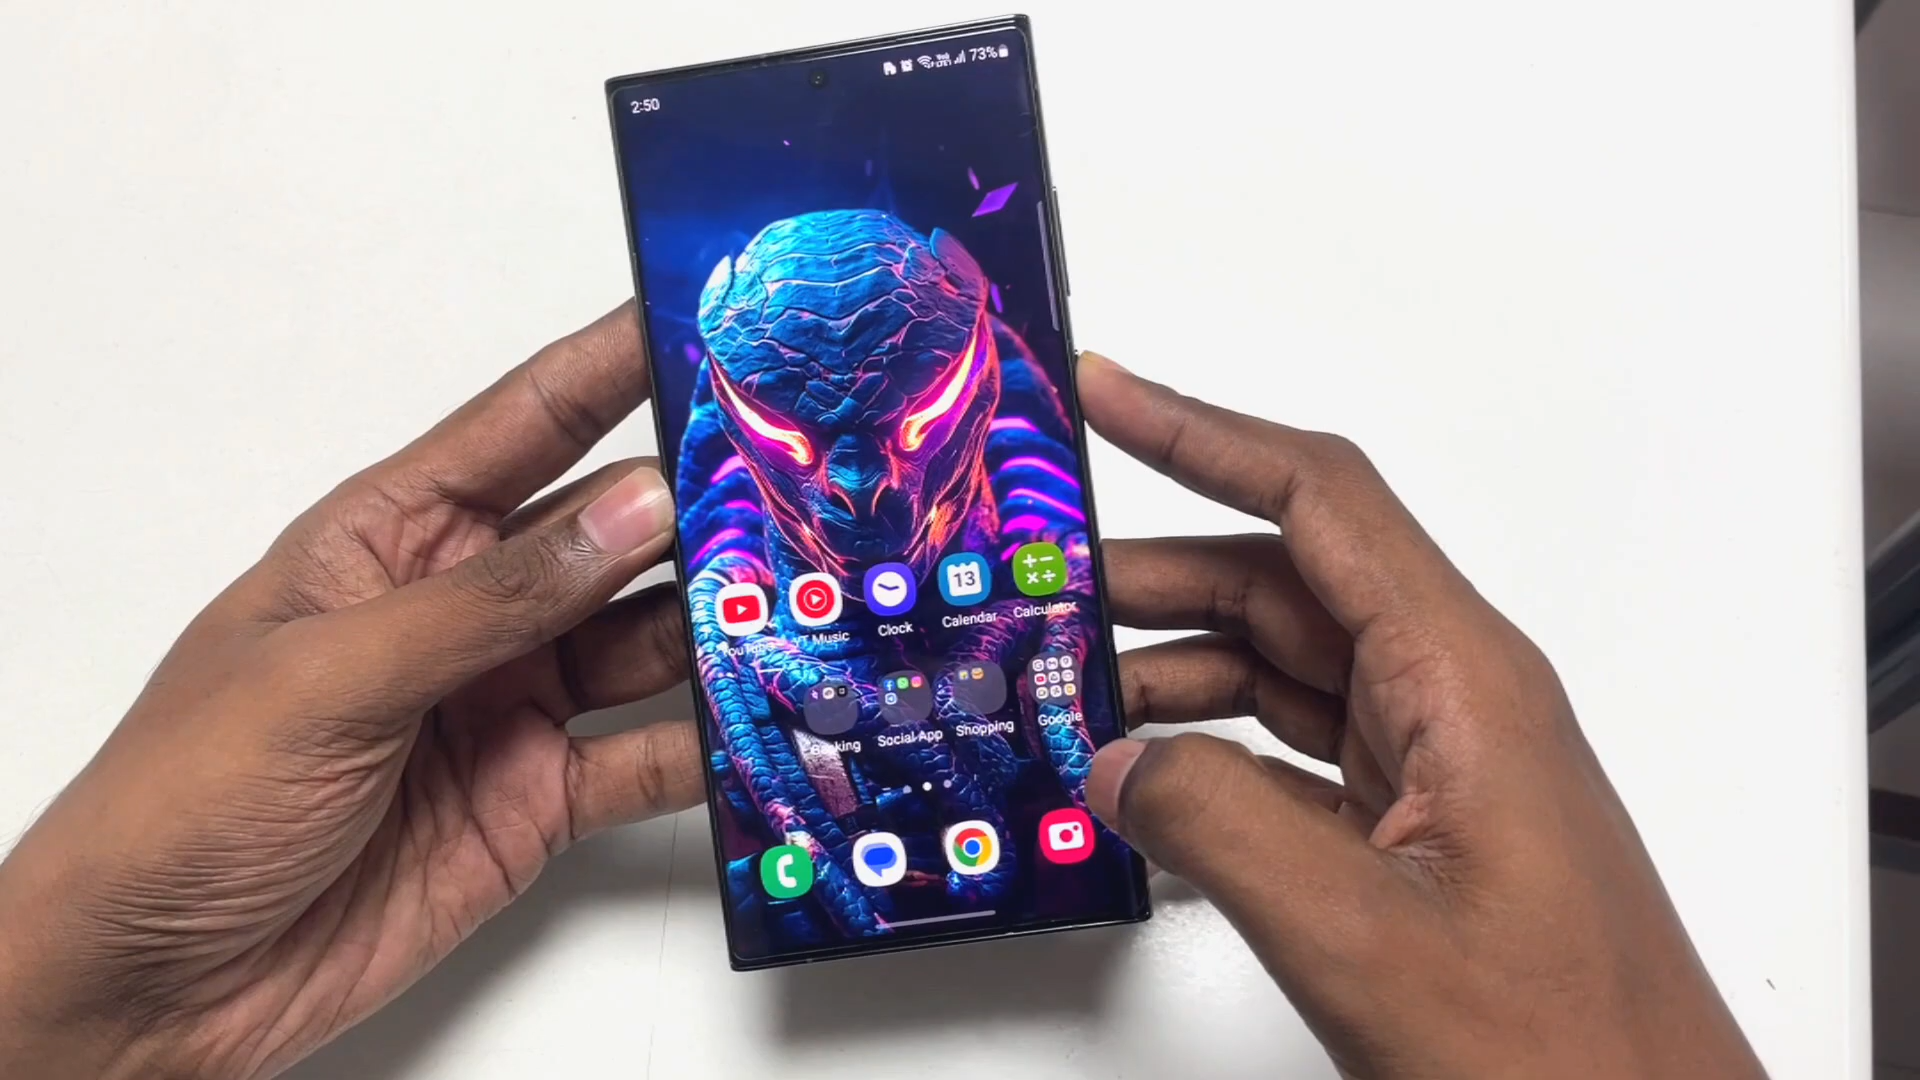 2:50
73%
YouTube
YT Music
Clock
13
Calendar
Calculator
Banking
Social App
Shopping
Google